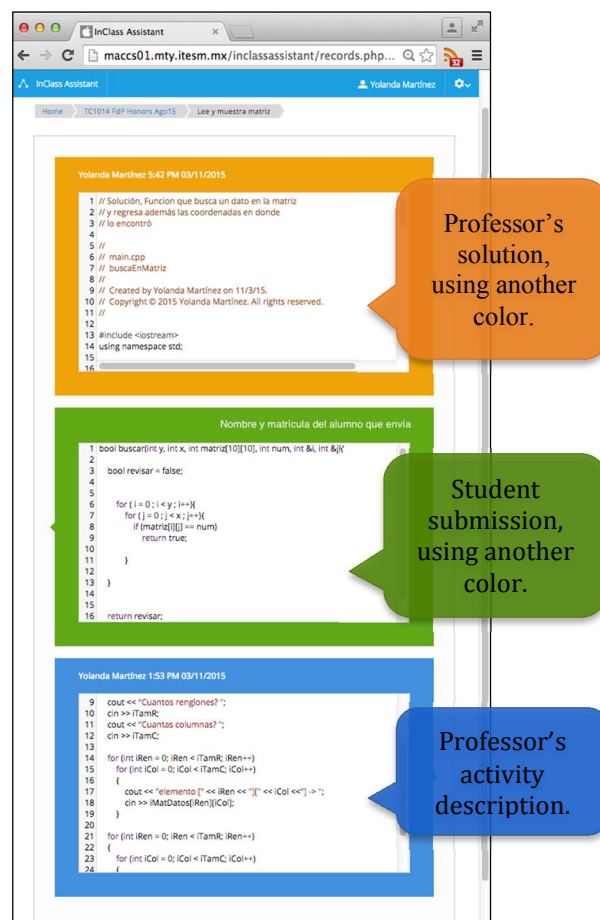 InClass Assistant
maccs01.mty.itesm.mx/inclassassistant/records.php...
32
InClass Assistant
Yolanda Martínez
Home
TC1014 FdP Honors Ago15
Lee y muestra matriz
Yolanda Martínez 5:42 PM 03/11/2015
1 // Solución, Funcion que busca un dato en la matriz
2 // y regresa además las coordenadas en donde
3 // lo encontró
4
5 //
6 // main.cpp
7 // buscaEnMatriz
8 //
9 // Created by Yolanda Martínez on 11/3/15.
10 // Copyright © 2015 Yolanda Martínez. All rights reserved.
11 //
12
13 #include <iostream>
14 using namespace std;
15
16
Professor's
solution,
using another
color.
Nombre y matrícula del alumno que envía
1 bool buscar(int y, int x, int matriz[10][10], int num, int &i, int &j){
2
3 bool revisar = false;
4
5
6 for ( i = 0 ; i < y ; i++){
7 for ( j = 0 ; j < x ; j++){
8 if (matriz[i][j] == num)
9 return true;
10
11 }
12
13 }
14
15
16 return revisar;
Student
submission,
using another
color.
Yolanda Martínez 1:53 PM 03/11/2015
9 cout << "Cuantos renglones? ";
10 cin >> iTamR;
11 cout << "Cuantas columnas? ";
12 cin >> iTamC;
13
14 for (int iRen = 0; iRen < iTamR; iRen++)
15 for (int iCol = 0; iCol < iTamC; iCol++)
16 {
17 cout << "elemento [" << iRen << "][" << iCol <<"] -> ";
18 cin >> iMatDatos[iRen][iCol];
19 }
20
21 for (int iRen = 0; iRen < iTamR; iRen++)
22 {
23 for (int iCol = 0; iCol < iTamC; iCol++)
24 {
Professor's
activity
description.